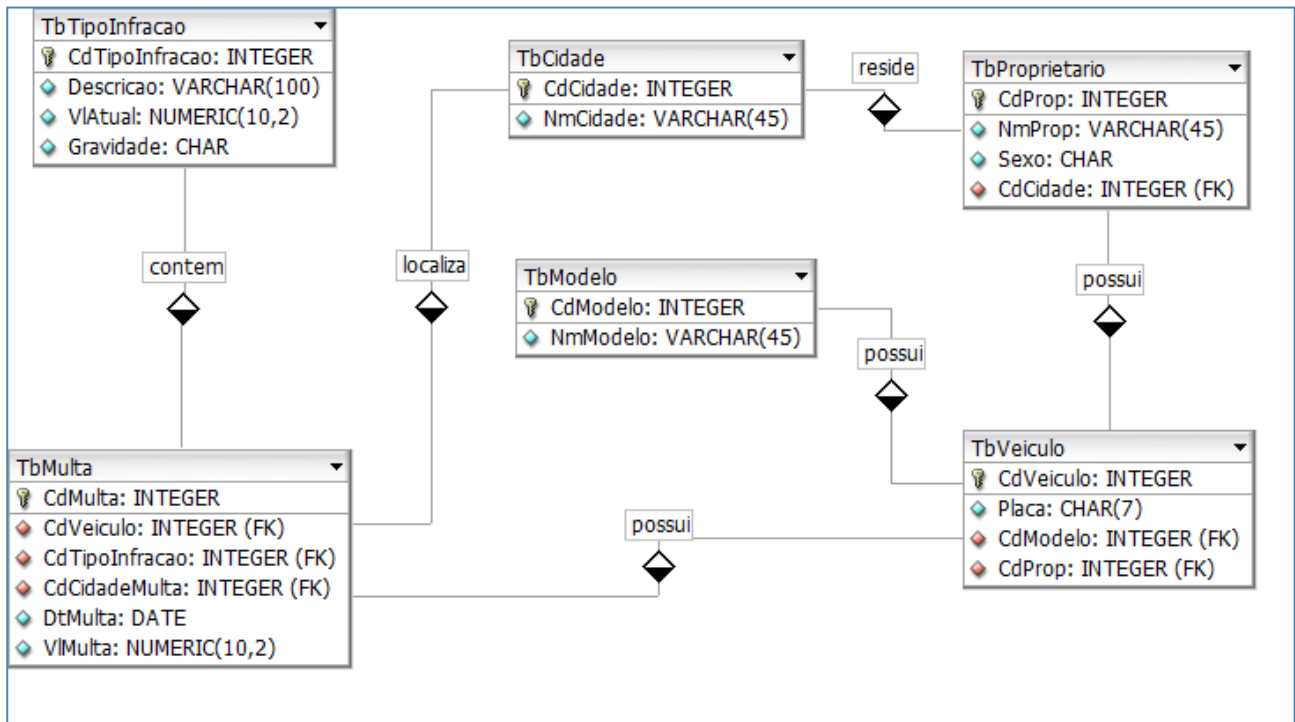 TbTipoInfracao
CdTipoInfracao: INTEGER
Descricao: VARCHAR(100)
VlAtual: NUMERIC(10,2)
Gravidade: CHAR
TbCidade
CdCidade: INTEGER
NmCidade: VARCHAR(45)
reside
TbProprietario
CdProp: INTEGER
NmProp: VARCHAR(45)
Sexo: CHAR
CdCidade: INTEGER (FK)
contem
localiza
TbModelo
CdModelo: INTEGER
NmModelo: VARCHAR(45)
possui
possui
TbMulta
CdMulta: INTEGER
CdVeiculo: INTEGER (FK)
CdTipoInfracao: INTEGER (FK)
CdCidadeMulta: INTEGER (FK)
DtMulta: DATE
VlMulta: NUMERIC(10,2)
possui
TbVeiculo
CdVeiculo: INTEGER
Placa: CHAR(7)
CdModelo: INTEGER (FK)
CdProp: INTEGER (FK)